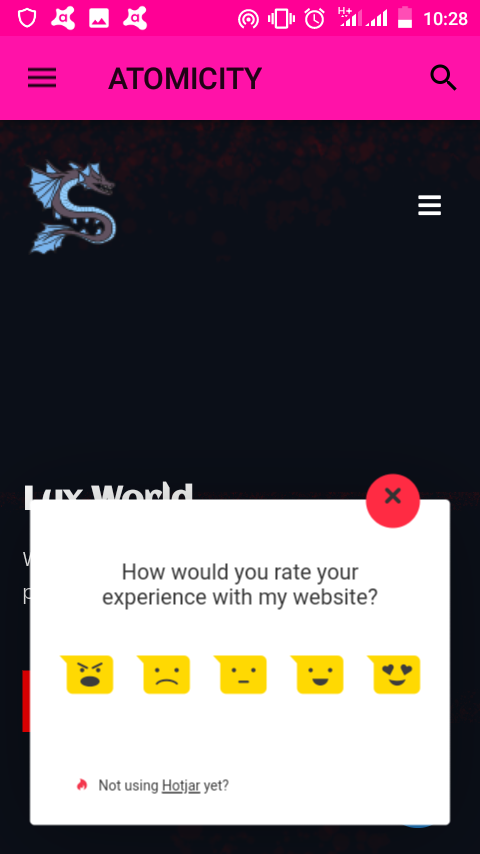 H+
10:28
ATOMICITY
Lux World
How would you rate your
experience with my website?
Not using Hotjar yet?